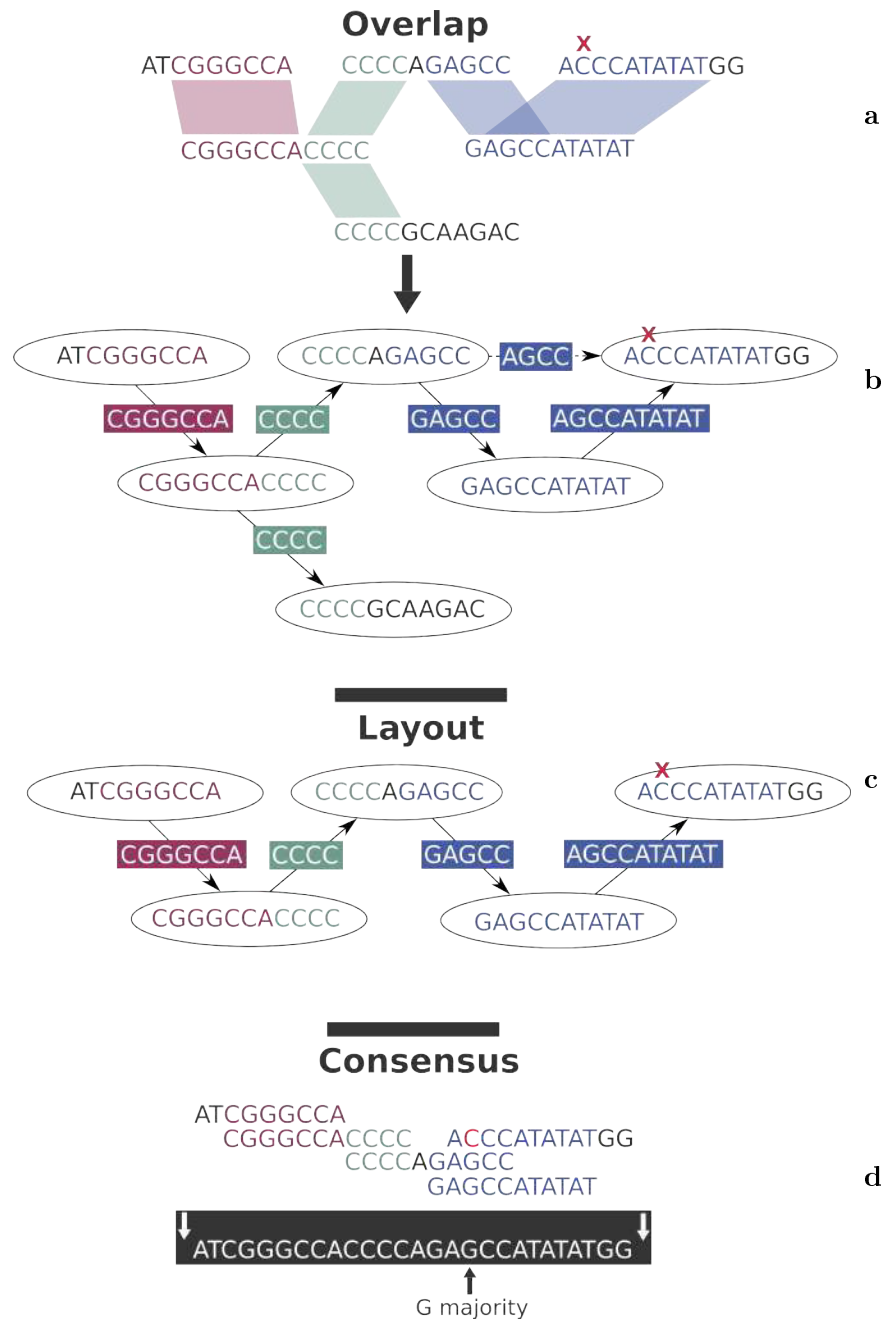 Overlap
X
ATCGGGCCA CCCCAGAGCC ACCCATATATGG
a
CGGGCCACCCC GAGCCATATAT
CCCCGCAAGAC
X
ATCGGGCCA CCCCAGAGCC AGCC ACCCATATATGG
b
CGGGCCA CCCC GAGCC AGCCATATAT
CGGGCCACCCC GAGCCATATAT
CCCC
CCCCGCAAGAC
Layout
X
ATCGGGCCA CCCCAGAGCC ACCCATATATGG
c
CGGGCCA CCCC GAGCC AGCCATATAT
CGGGCCACCCC GAGCCATATAT
Consensus
ATCGGGCCA
CGGGCCACCCC ACCCATATATGG
CCCCAGAGCC
d
GAGCCATATAT
ATCGGGCCACCCCAGAGCCATATATGG
G majority